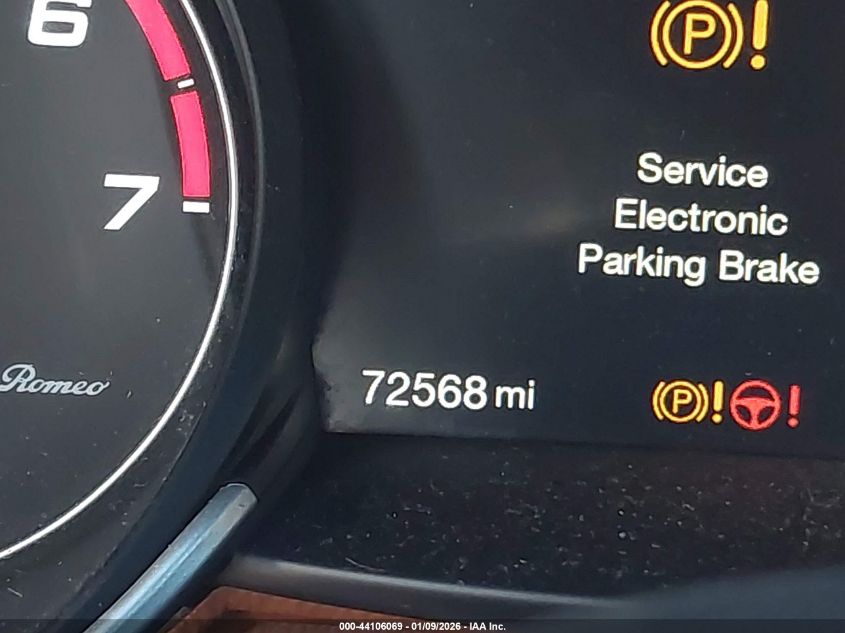 6
7
Romeo
Service
Electronic
Parking Brake
72568 mi
(P)! !
000-44106069 - 01/09/2026 - IAA Inc.